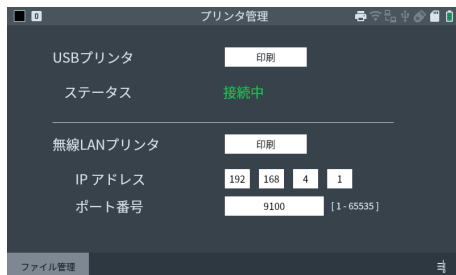 0 プリンタ管理
USBプリンタ 印刷
ステータス 接続中
無線LANプリンタ 印刷
IP アドレス 192 168 4 1
ポート番号 9100 [1-65535]
ファイル管理